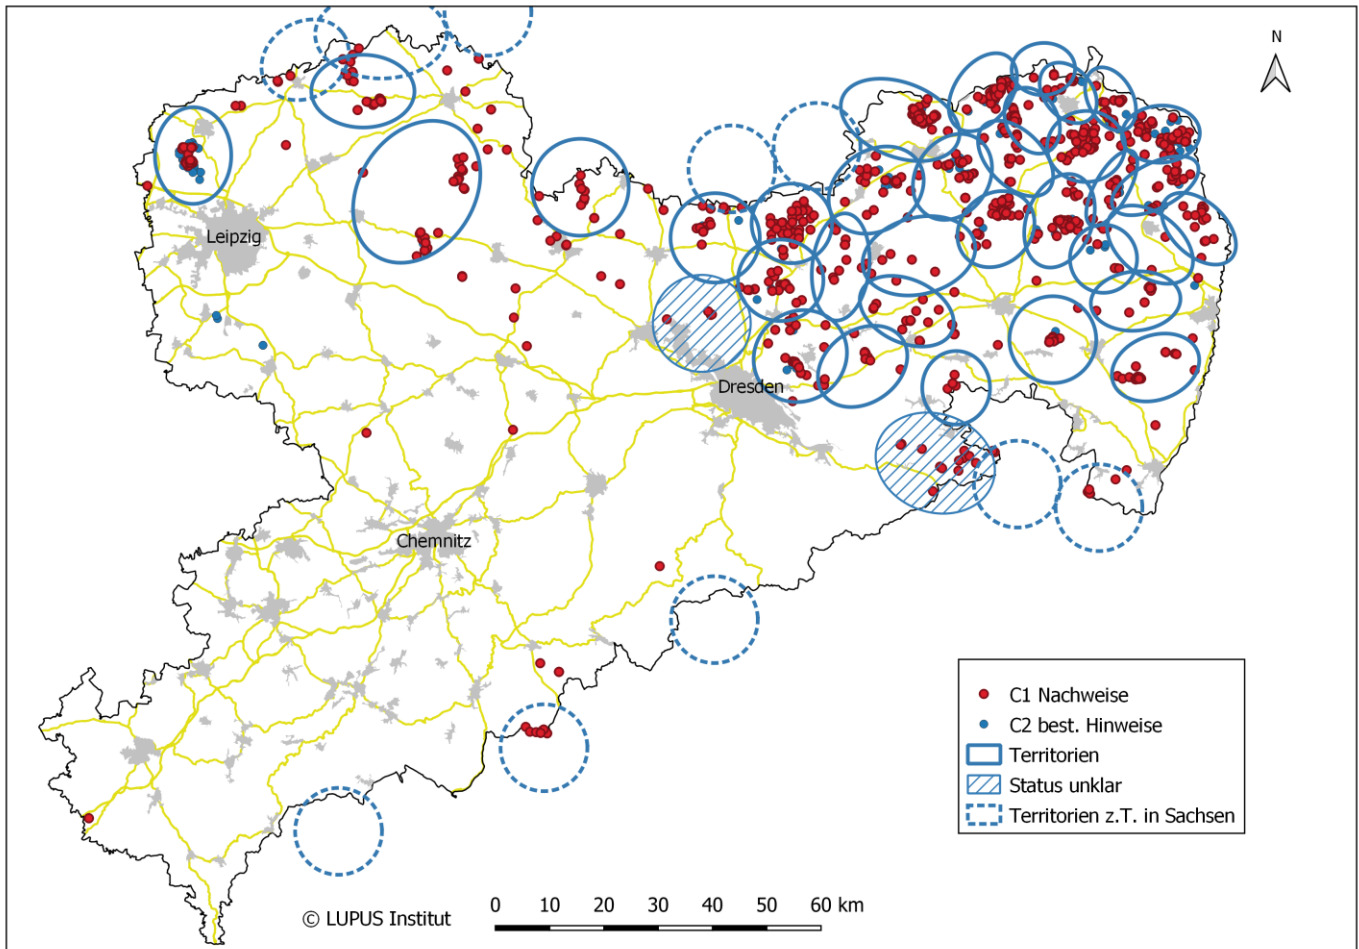 N
Leipzig
Dresden
Chemnitz
C1 Nachweise
C2 best. Hinweise
Territorien
Status unklar
Territorien z.T. in Sachsen
© LUPUS Institut
0 10 20 30 40 50 60 km